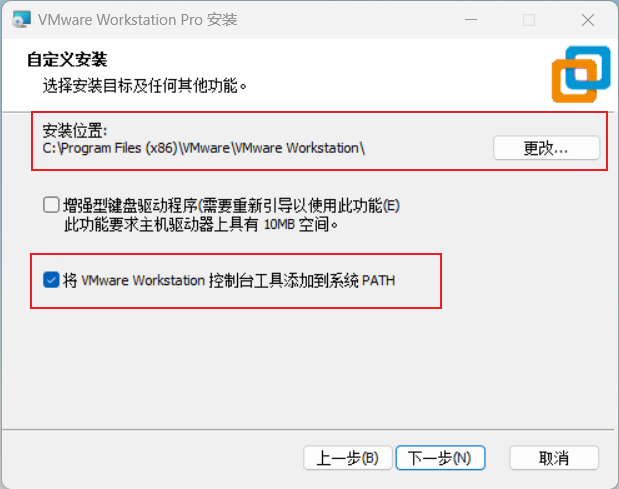 VMware Workstation Pro 安装
自定义安装
选择安装目标及任何其他功能。
安装位置:
C:\Program Files (x86)\VMware\VMware Workstation\
更改...
增强型键盘驱动程序(需要重新引导以使用此功能(E)
此功能要求主机驱动器上具有 10MB 空间。
将 VMware Workstation 控制台工具添加到系统 PATH
上一步(B)
下一步(N)
取消